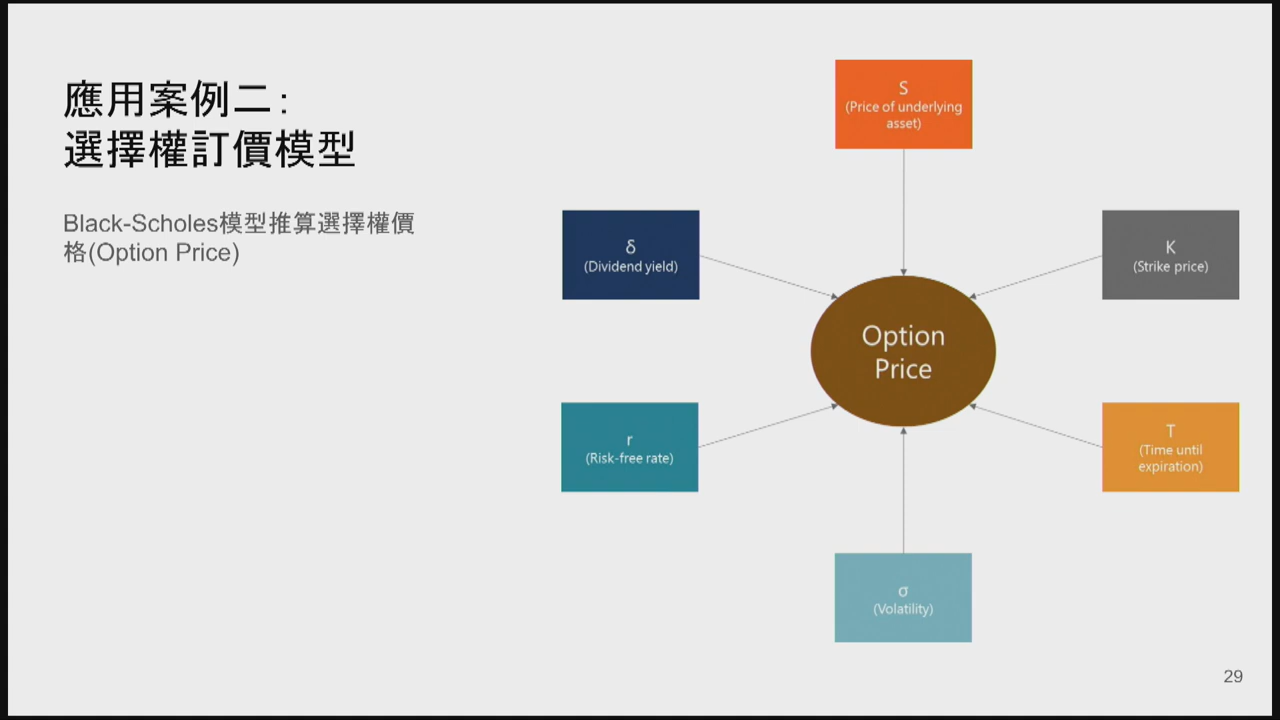 應用案例二：
選擇權訂價模型
Black-Scholes模型推算選擇權價
格(Option Price)
S
(Price of underlying
asset)
δ
(Dividend yield)
K
(Strike price)
Option
Price
r
(Risk-free rate)
T
(Time until
expiration)
σ
(Volatility)
29